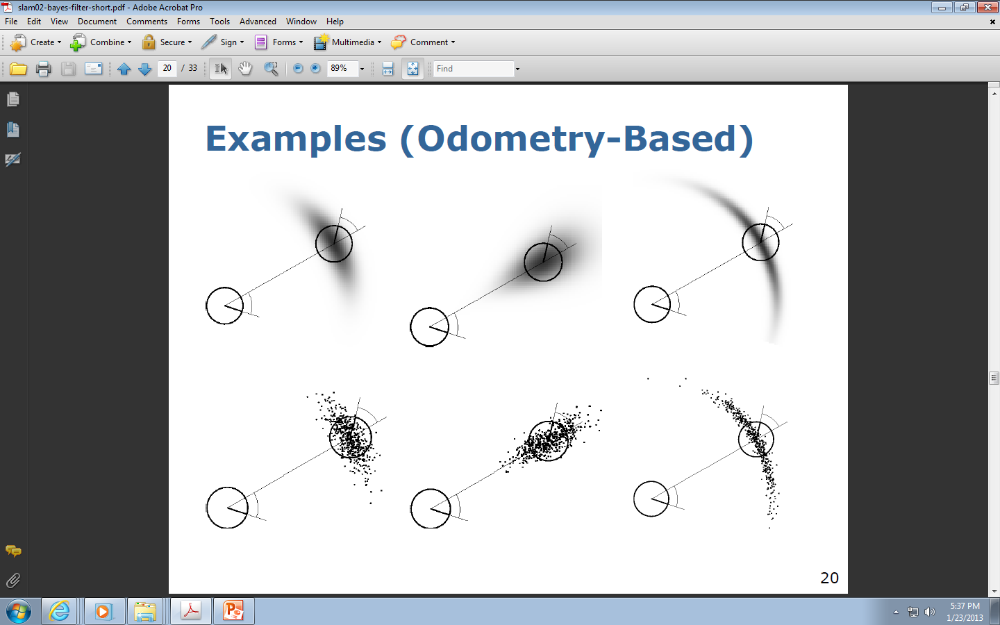 slam02-bayes-filter-short.pdf - Adobe Acrobat Pro
File Edit View Document Comments Forms Tools Advanced Window Help
Create Combine Secure Sign Forms Multimedia Comment
20 / 33 89% Find
Examples (Odometry-Based)
20
5:37 PM
1/23/2013